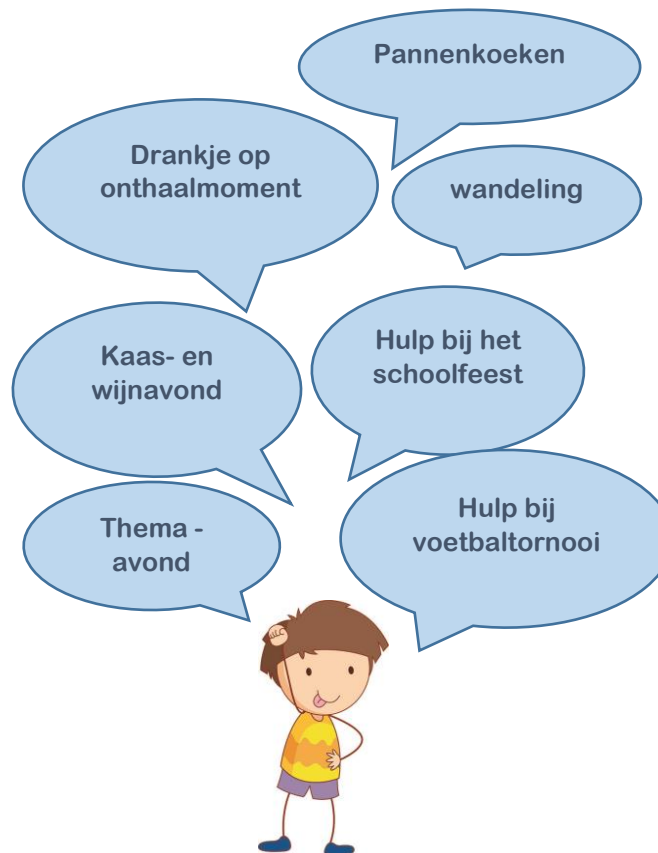 Pannenkoeken
Drankje op
onthaalmoment
wandeling
Kaas- en
wijnavond
Hulp bij het
schoolfeest
Thema -
avond
Hulp bij
voetbaltornooi